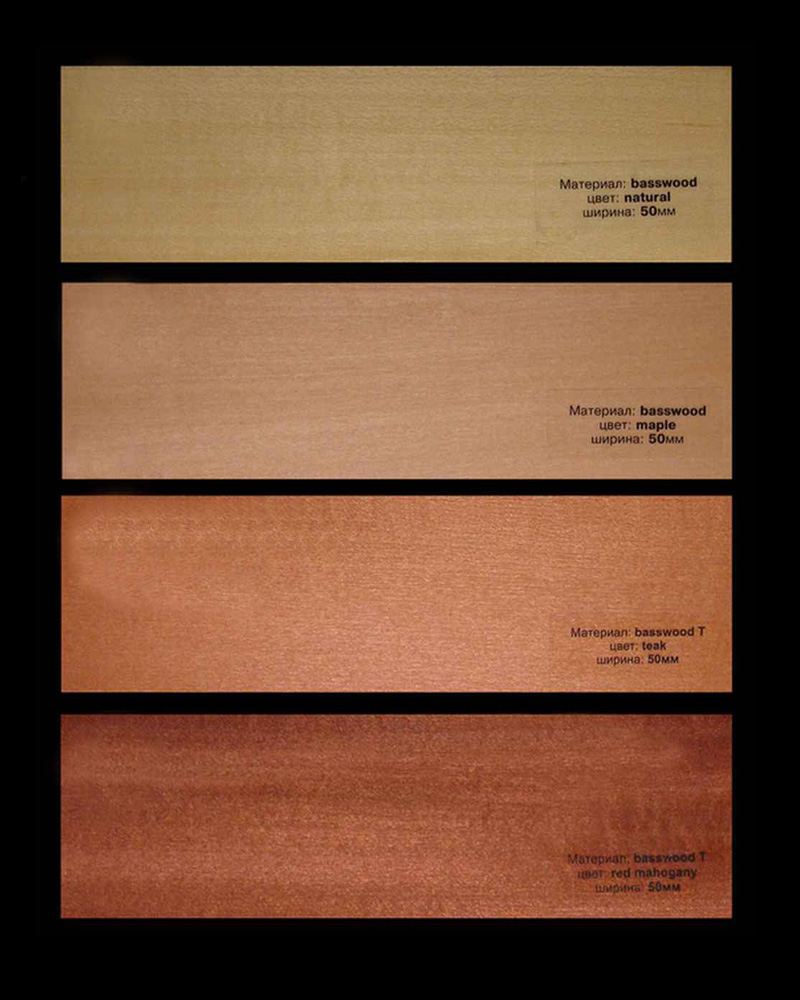 Материал: basswood
цвет: natural
ширина: 50мм
Материал: basswood
цвет: maple
ширина: 50мм
Материал: basswood T
цвет: teak
ширина: 50мм
Материал: basswood T
цвет: red mahogany
ширина: 50мм